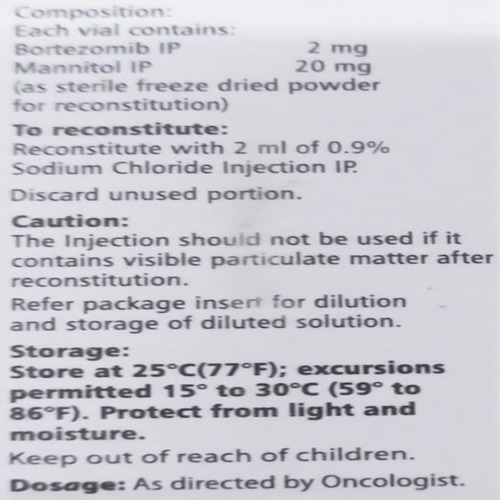 Composition:
Each vial contains:
Bortezomib IP 2 mg
Mannitol IP 20 mg
(as sterile freeze dried powder
for reconstitution)
To reconstitute:
Reconstitute with 2 ml of 0.9%
Sodium Chloride Injection IP.
Discard unused portion.
Caution:
The Injection should not be used if it
contains visible particulate matter after
reconstitution.
Refer package insert for dilution
and storage of diluted solution.
Storage:
Store at 25°C(77°F); excursions
permitted 15° to 30°C (59° to
86°F). Protect from light and
moisture.
Keep out of reach of children.
Dosage: As directed by Oncologist.